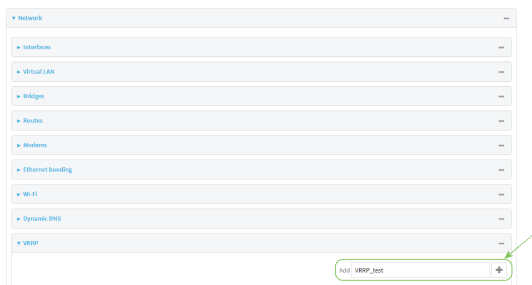 Network
Interfaces
Virtual LAN
Bridges
Routes
Modems
Ethernet bonding
Wi-Fi
Dynamic DNS
VRRP
Add VRRP_test